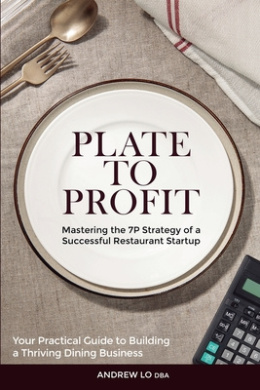 PLATE
TO
PROFIT
Mastering the 7P Strategy of a
Successful Restaurant Startup
Your Practical Guide to Building
a Thriving Dining Business
ANDREW LO DBA